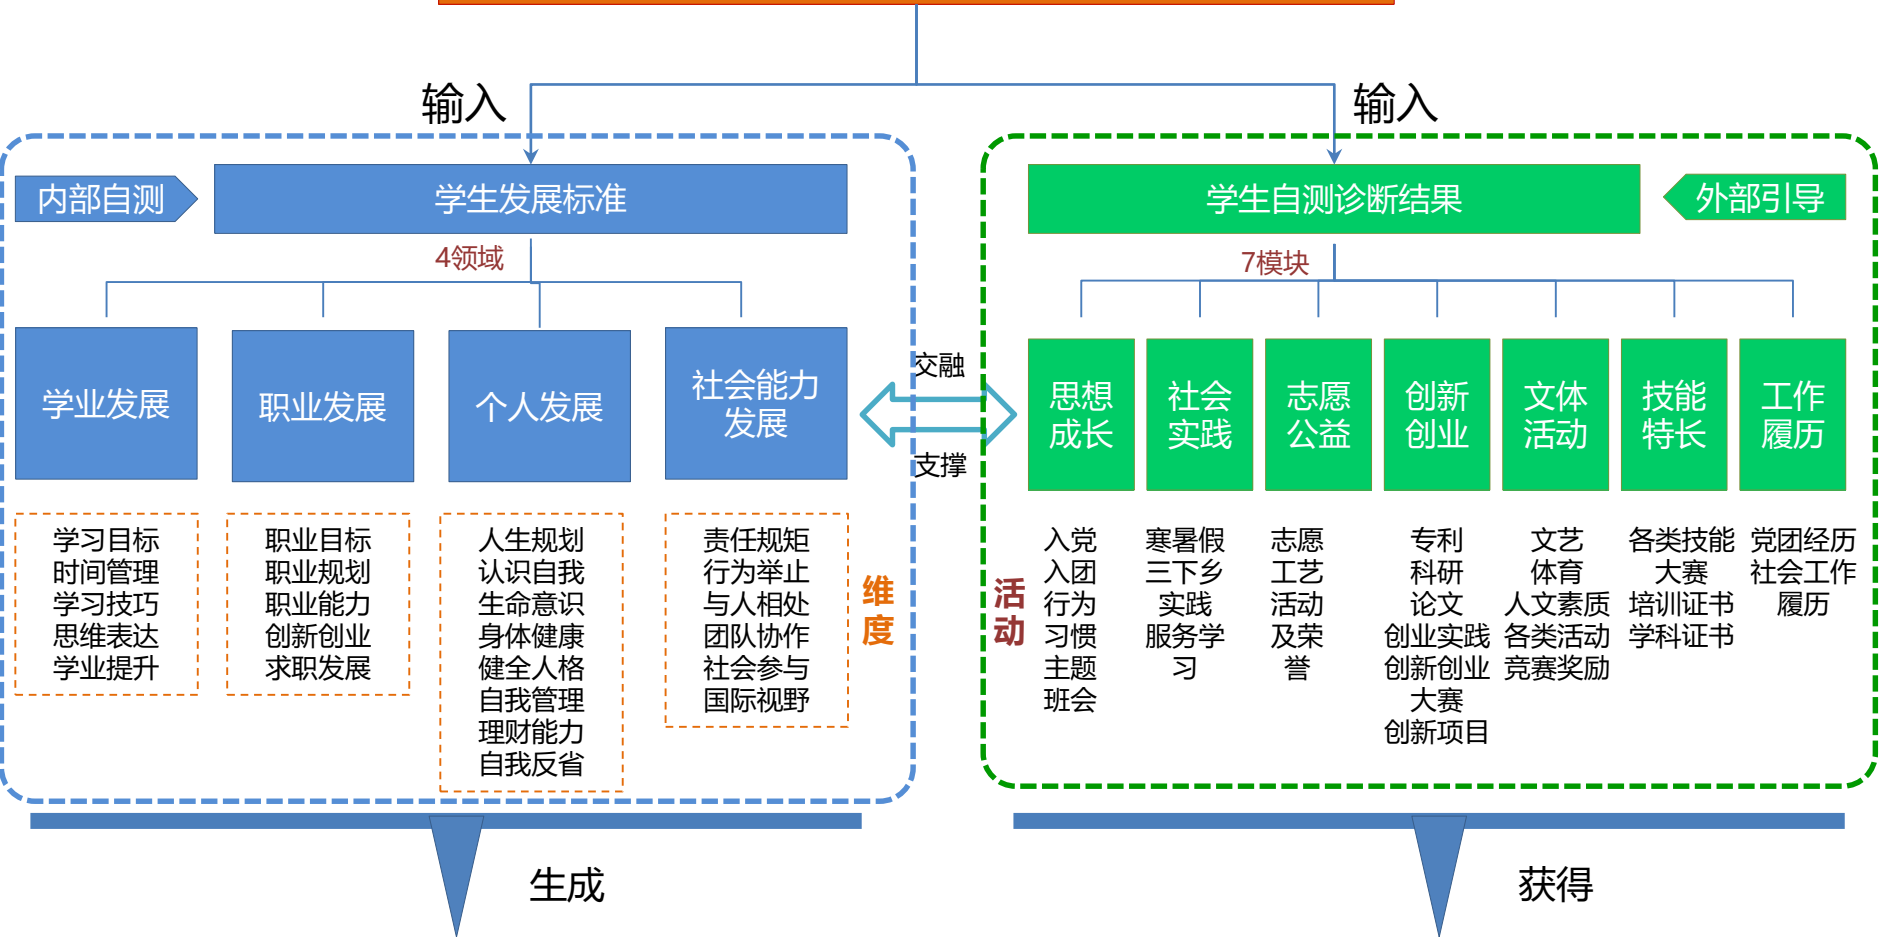 输入
输入
内部自测
学生发展标准
学生自测诊断结果
外部引导
4领域
7模块
学业发展
职业发展
个人发展
社会能力
发展
交融
支撑
思想
成长
社会
实践
志愿
公益
创新
创业
文体
活动
技能
特长
工作
履历
学习目标
时间管理
学习技巧
思维表达
学业提升
职业目标
职业规划
职业能力
创新创业
求职发展
人生规划
认识自我
生命意识
身体健康
健全人格
自我管理
理财能力
自我反省
责任规矩
行为举止
与人相处
团队协作
社会参与
国际视野
维
度
活
动
入党
入团
行为
习惯
主题
班会
寒暑假
三下乡
实践
服务学
习
志愿
工艺
活动
及荣
誉
专利
科研
论文
创业实践
创新创业
大赛
创新项目
文艺
体育
人文素质
各类活动
竞赛奖励
各类技能
大赛
培训证书
学科证书
党团经历
社会工作
履历
生成
获得